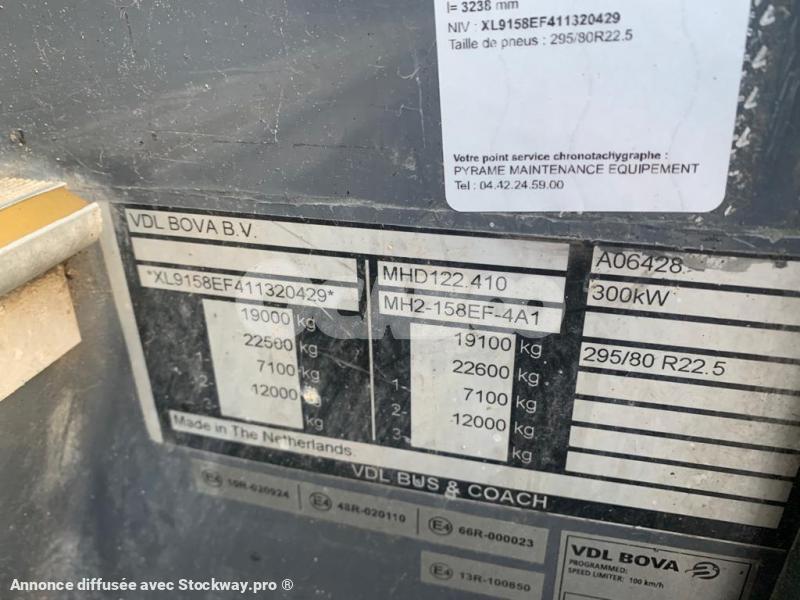 l= 3238 mm
NIV : XL9158EF411320429
Taille de pneus : 295/80R22.5
Votre point service chronotachygraphe :
PYRAME MAINTENANCE EQUIPEMENT
Tel : 04.42.24.59.00
VDL BOVA B.V.
*XL9158EF411320429*
19000 kg
22500 kg
1- 7100 kg
2- 12000 kg
3- kg
Made in The Netherlands.
MHD122.410
MH2-158EF-4A1
19100 kg
22600 kg
1- 7100 kg
2- 12000 kg
3- kg
A06428
300kW
295/80 R22.5
VDL BUS & COACH
E4 10R-020924
E4 48R-020110
E4 66R-000023
E4 13R-100850
VDL BOVA
PROGRAMMED:
SPEED LIMITER: 100 km/h
Annonce diffusée avec Stockway.pro ®